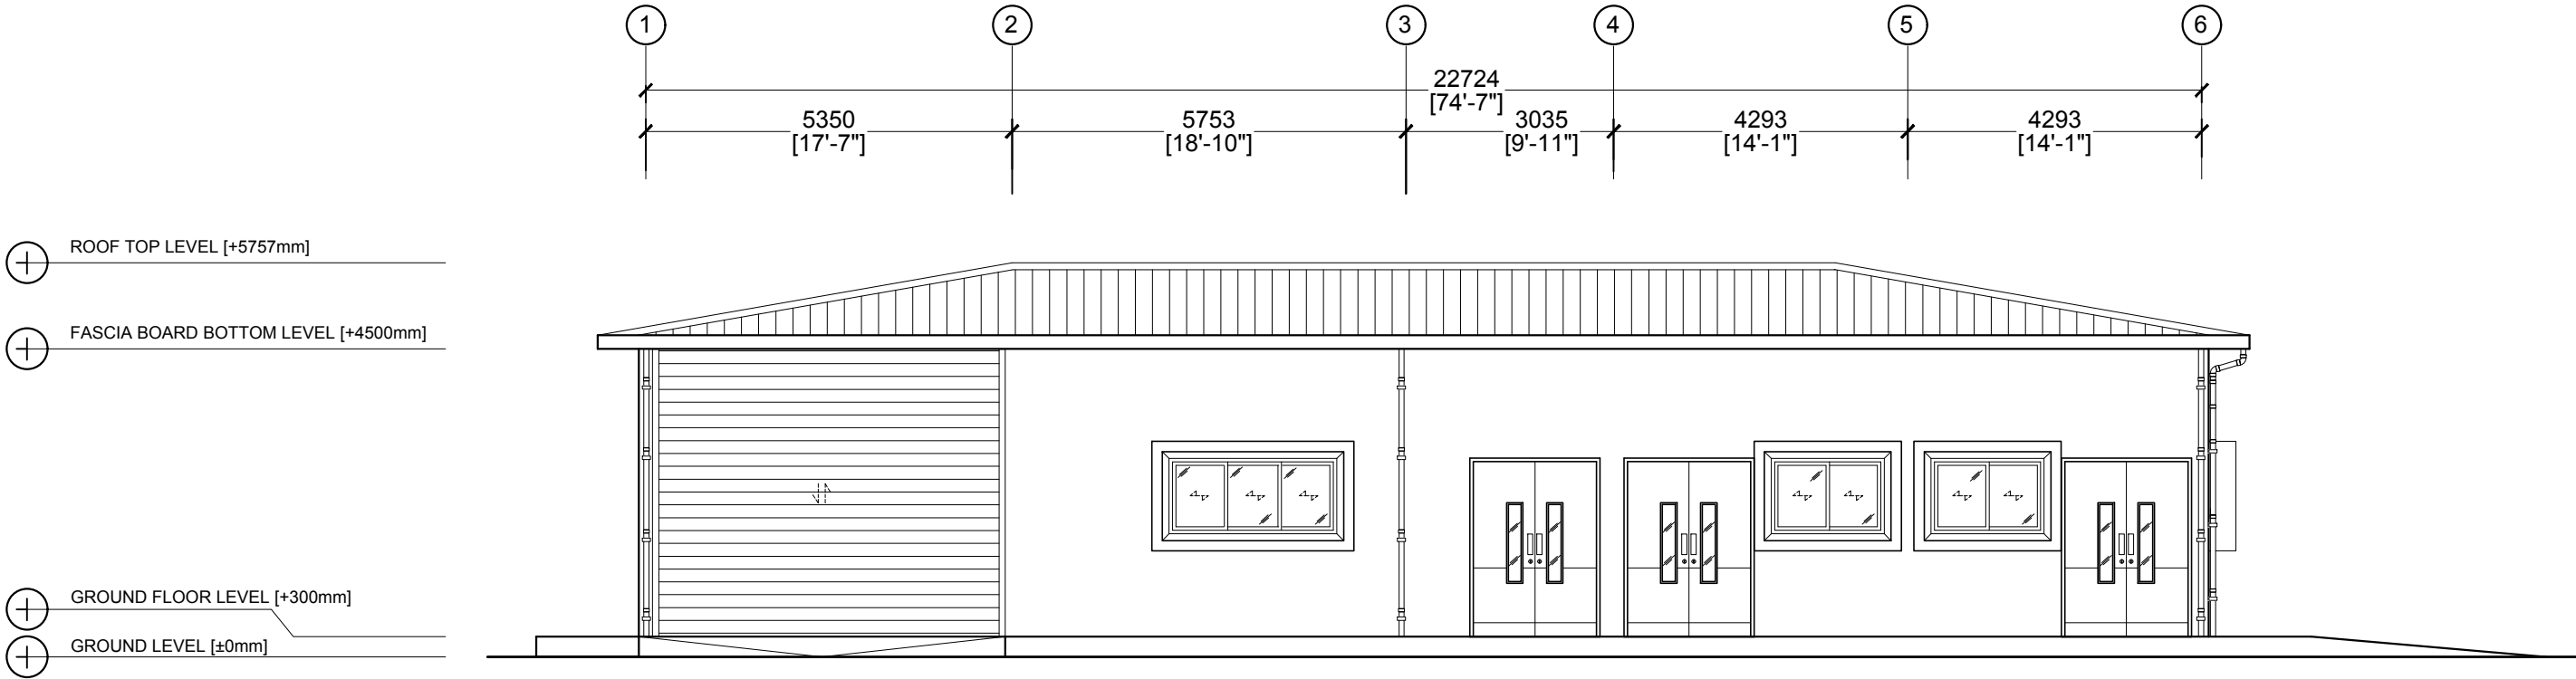 1 2 3 4 5 6
22724
[74'-7"]
5350 5753 3035 4293 4293
[17'-7"] [18'-10"] [9'-11"] [14'-1"] [14'-1"]
ROOF TOP LEVEL [+5757mm]
FASCIA BOARD BOTTOM LEVEL [+4500mm]
GROUND FLOOR LEVEL [+300mm]
GROUND LEVEL [±0mm]